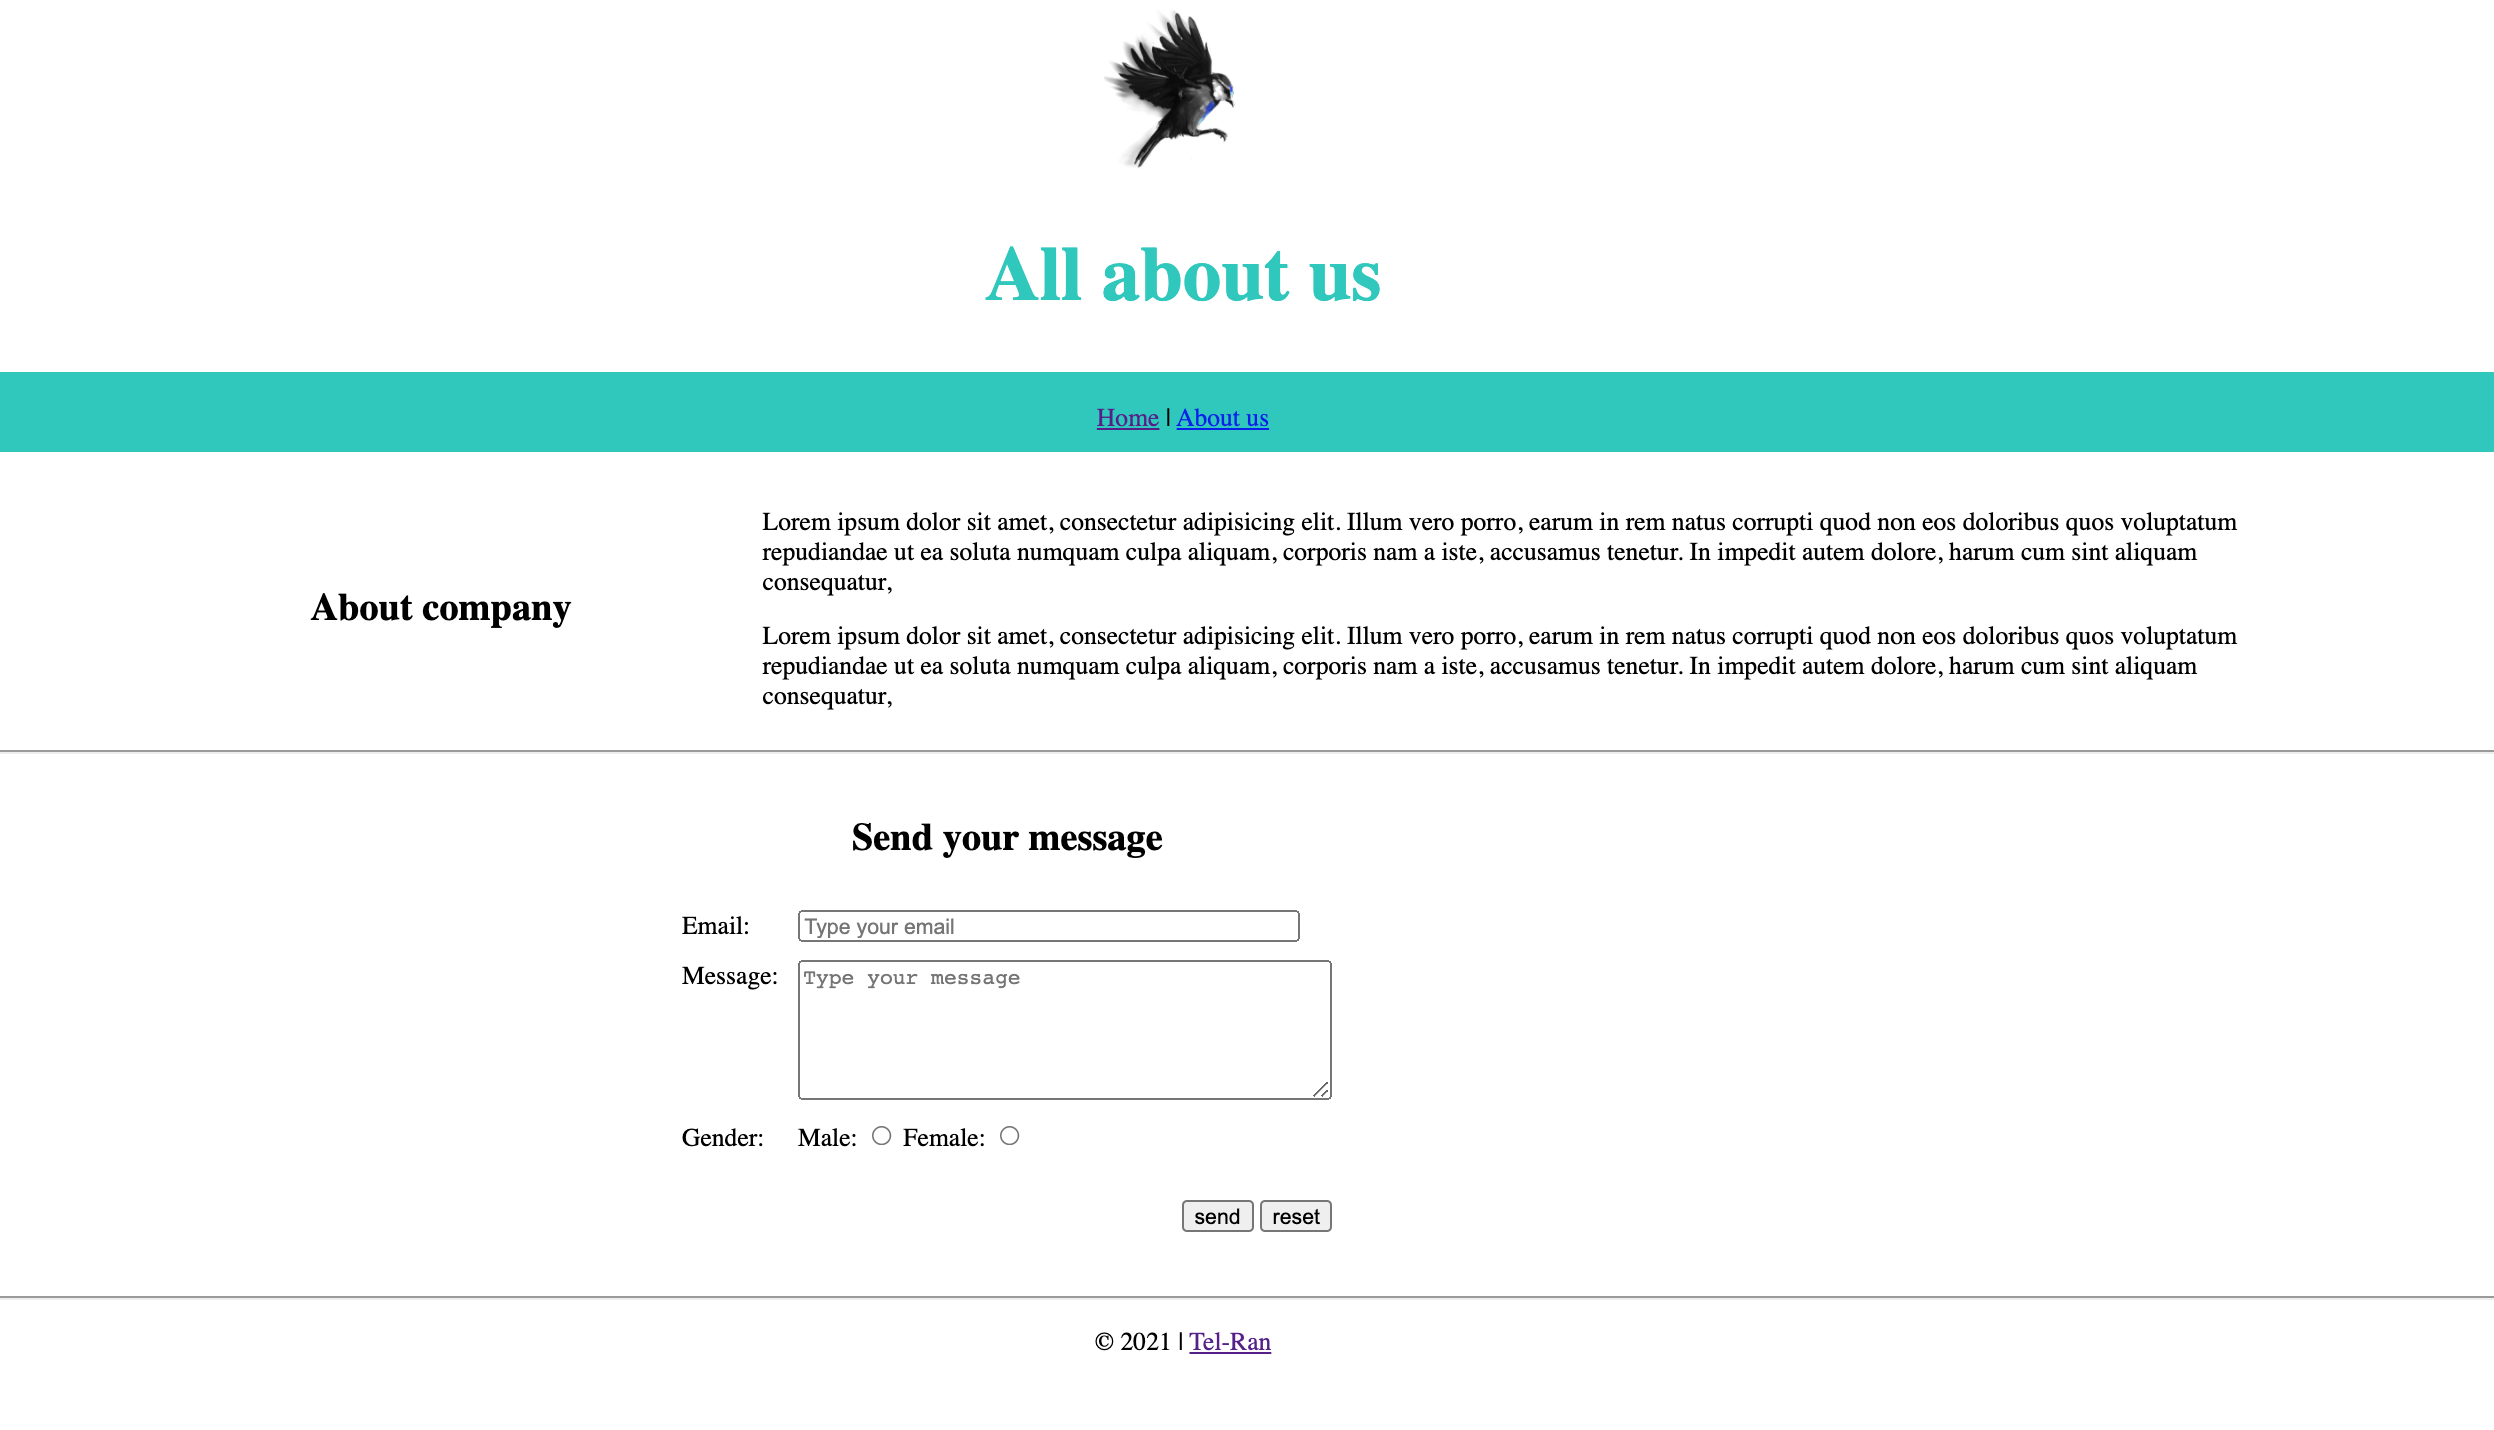 All about us
Home | About us
About company
Lorem ipsum dolor sit amet, consectetur adipisicing elit. Illum vero porro, earum in rem natus corrupti quod non eos doloribus quos voluptatum
repudiandae ut ea soluta numquam culpa aliquam, corporis nam a iste, accusamus tenetur. In impedit autem dolore, harum cum sint aliquam
consequatur,
Lorem ipsum dolor sit amet, consectetur adipisicing elit. Illum vero porro, earum in rem natus corrupti quod non eos doloribus quos voluptatum
repudiandae ut ea soluta numquam culpa aliquam, corporis nam a iste, accusamus tenetur. In impedit autem dolore, harum cum sint aliquam
consequatur,
Send your message
Email: Type your email
Message: Type your message
Gender: Male: Female:
send reset
© 2021 | Tel-Ran